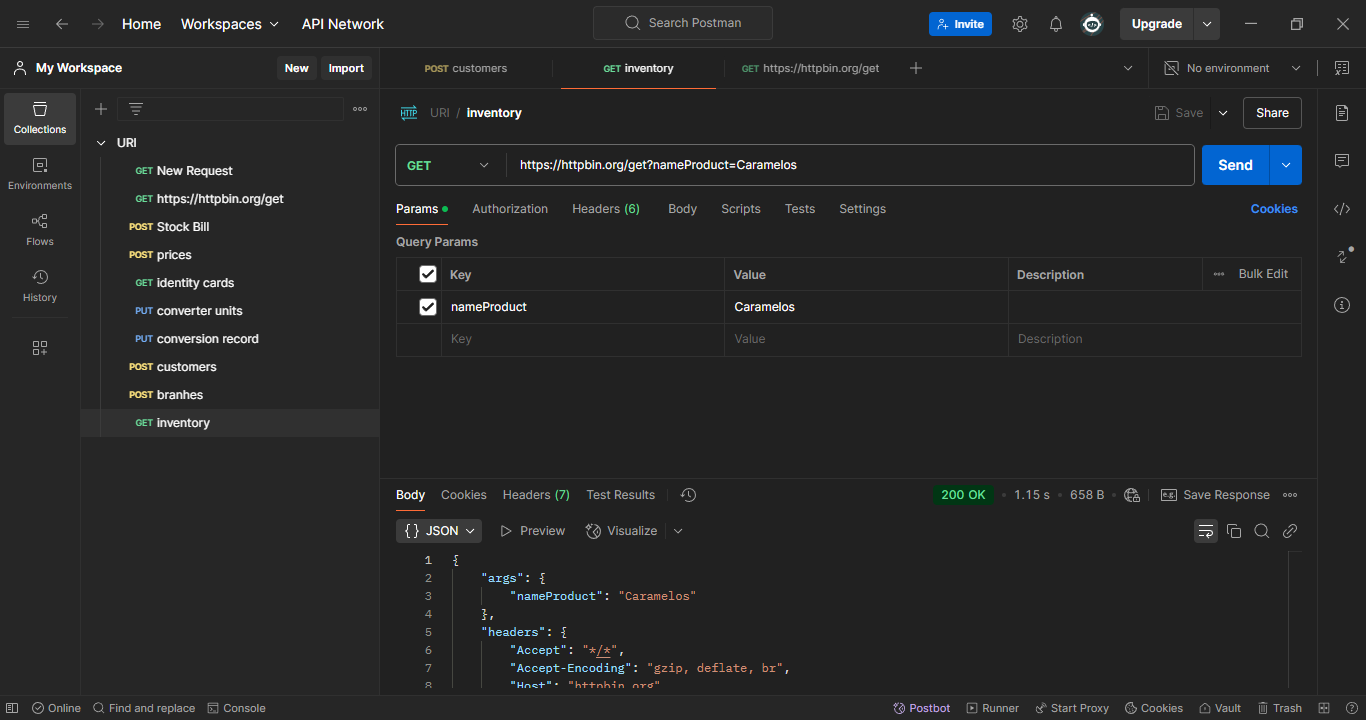 Home Workspaces API Network Search Postman Invite Upgrade
My Workspace New Import POST customers GET inventory GET https://httpbin.org/get No environment
Collections
Environments
Flows
History
URI
GET New Request
GET https://httpbin.org/get
POST Stock Bill
POST prices
GET identity cards
PUT converter units
PUT conversion record
POST customers
POST branhes
GET inventory
HTTP URI / inventory Save Share
GET https://httpbin.org/get?nameProduct=Caramelos Send
Params Authorization Headers (6) Body Scripts Tests Settings Cookies
Query Params
Key Value Description Bulk Edit
nameProduct Caramelos
Key Value Description
Body Cookies Headers (7) Test Results 200 OK 1.15 s 658 B e.g. Save Response
{} JSON Preview Visualize
1 {
2 "args": {
3 "nameProduct": "Caramelos"
4 },
5 "headers": {
6 "Accept": "*/*",
7 "Accept-Encoding": "gzip, deflate, br",
8 "Host": "httpbin.org"
Online Find and replace Console Postbot Runner Start Proxy Cookies Vault Trash